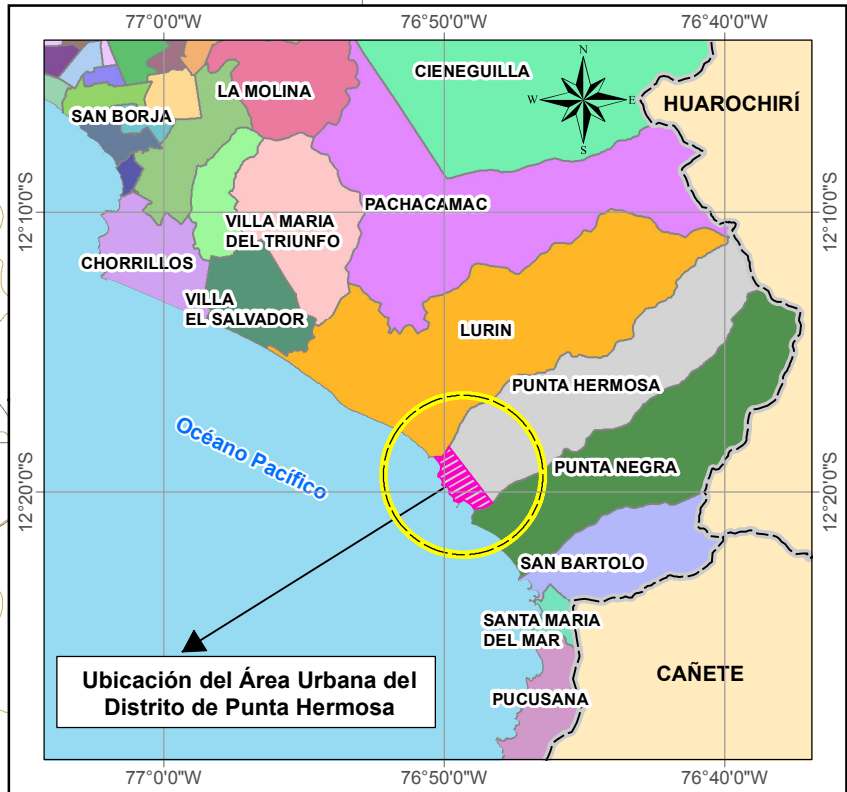 77°0'0"W
76°50'0"W
76°40'0"W
CIENEGUILLA
N
W
E
S
HUAROCHIRÍ
LA MOLINA
SAN BORJA
12°10'0"S
12°10'0"S
PACHACAMAC
VILLA MARIA
DEL TRIUNFO
CHORRILLOS
VILLA
EL SALVADOR
LURIN
PUNTA HERMOSA
Océano Pacífico
PUNTA NEGRA
12°20'0"S
12°20'0"S
SAN BARTOLO
SANTA MARIA
DEL MAR
CAÑETE
Ubicación del Área Urbana del
Distrito de Punta Hermosa
PUCUSANA
77°0'0"W
76°50'0"W
76°40'0"W